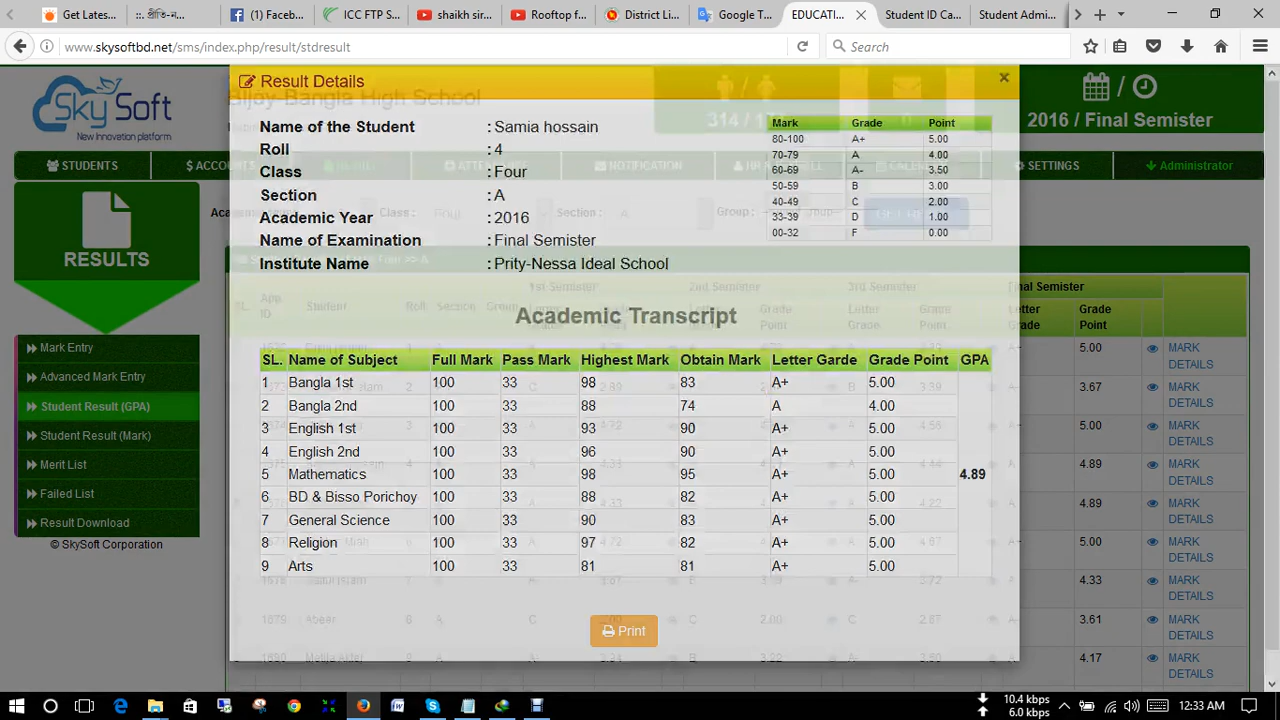 Get Latest...
.:: প্রীতি-ন...
(1) Faceb...
ICC FTP S...
shaikh sir...
Rooftop f...
District Li...
Google T...
EDUCATI...
Student ID Ca...
Student Admi...
www.skysoftbd.net/sms/index.php/result/stdresult
Search
Sky Soft
New Innovation platform
Bijoy-Bangla High School
Result Details
314 / 1
2016 / Final Semister
STUDENTS
$ ACCOUNTS
NOTIFICATION
SETTINGS
Administrator
RESULTS
Mark Entry
Advanced Mark Entry
Student Result (GPA)
Student Result (Mark)
Merit List
Failed List
Result Download
© SkySoft Corporation
Name of the Student : Samia hossain
Roll : 4
Class : Four
Section : A
Academic Year : 2016
Name of Examination : Final Semister
Institute Name : Prity-Nessa Ideal School
Mark Grade Point
80-100 A+ 5.00
70-79 A 4.00
60-69 A- 3.50
50-59 B 3.00
40-49 C 2.00
33-39 D 1.00
00-32 F 0.00
Academic Transcript
SL. Name of Subject Full Mark Pass Mark Highest Mark Obtain Mark Letter Garde Grade Point GPA
1 Bangla 1st 100 33 98 83 A+ 5.00
2 Bangla 2nd 100 33 88 74 A 4.00
3 English 1st 100 33 93 90 A+ 5.00
4 English 2nd 100 33 96 90 A+ 5.00
5 Mathematics 100 33 98 95 A+ 5.00 4.89
6 BD & Bisso Porichoy 100 33 88 82 A+ 5.00
7 General Science 100 33 90 83 A+ 5.00
8 Religion 100 33 97 82 A+ 5.00
9 Arts 100 33 81 81 A+ 5.00
Print
Final Semister
Letter Grade
Grade Point
5.00 MARK DETAILS
3.67 MARK DETAILS
5.00 MARK DETAILS
4.89 MARK DETAILS
4.89 MARK DETAILS
5.00 MARK DETAILS
4.33 MARK DETAILS
3.61 MARK DETAILS
4.17 MARK DETAILS
10.4 kbps
6.0 kbps
12:33 AM